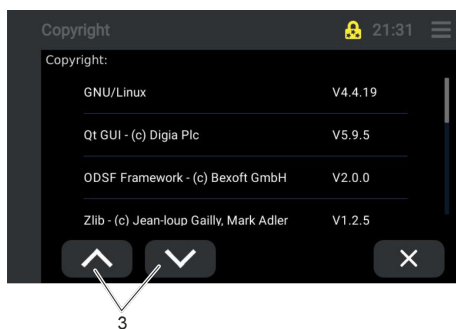 Copyright 21:31
Copyright:
GNU/Linux V4.4.19
Qt GUI - (c) Digia Plc V5.9.5
ODSF Framework - (c) Bexoft GmbH V2.0.0
Zlib - (c) Jean-loup Gailly, Mark Adler V1.2.5
3